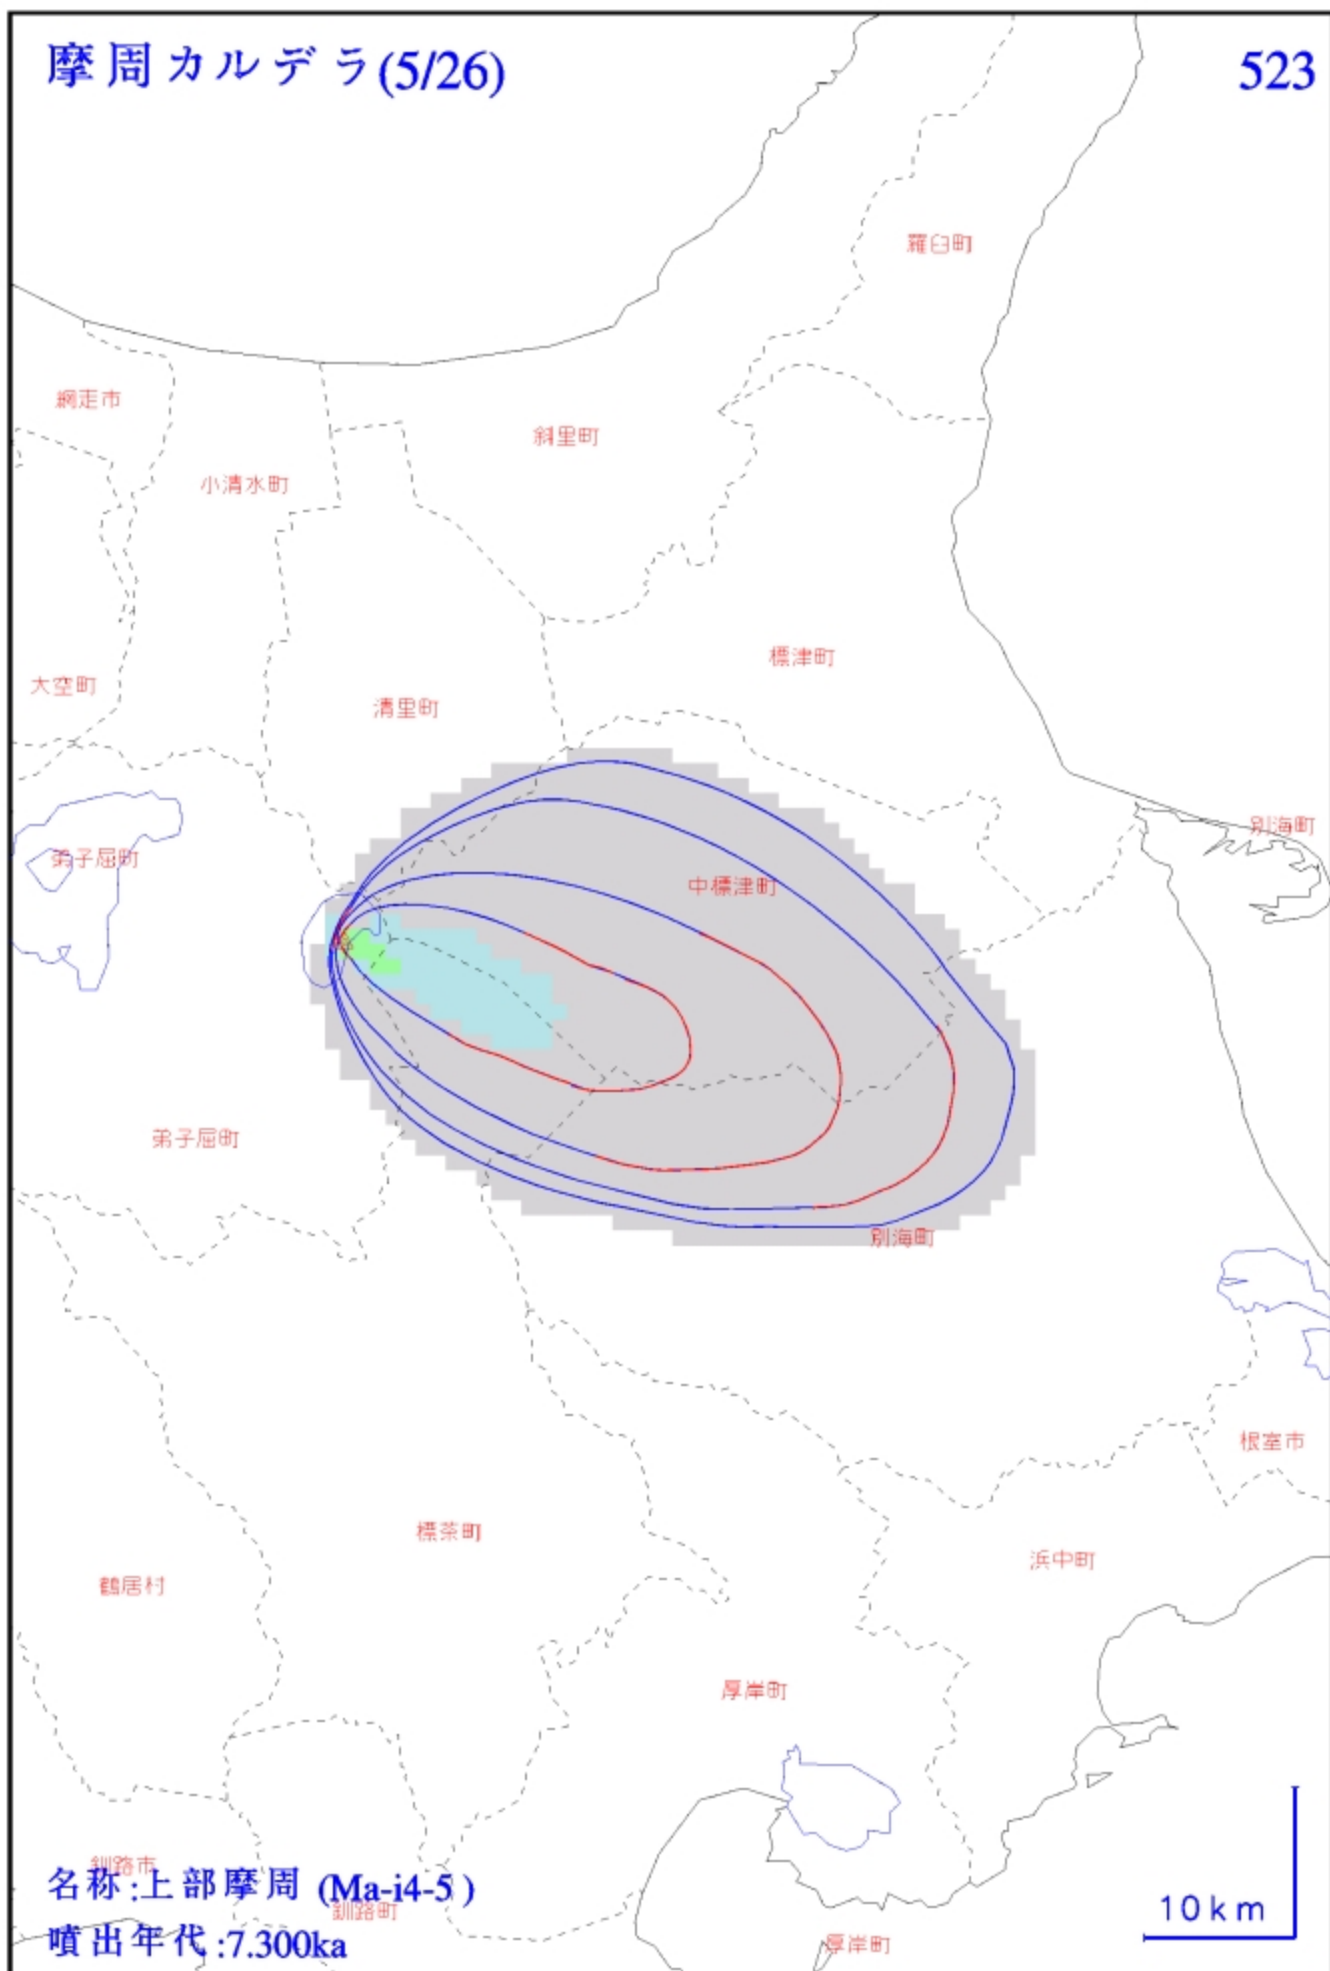 摩周カルデラ(5/26)
523
羅臼町
網走市
斜里町
小清水町
標津町
大空町
清里町
別海町
弟子屈町
中標津町
弟子屈町
別海町
根室市
標茶町
浜中町
鶴居村
厚岸町
釧路市
名称:上部摩周 (Ma-i4-5 )
釧路町
10km
噴出年代:7.300ka
厚岸町